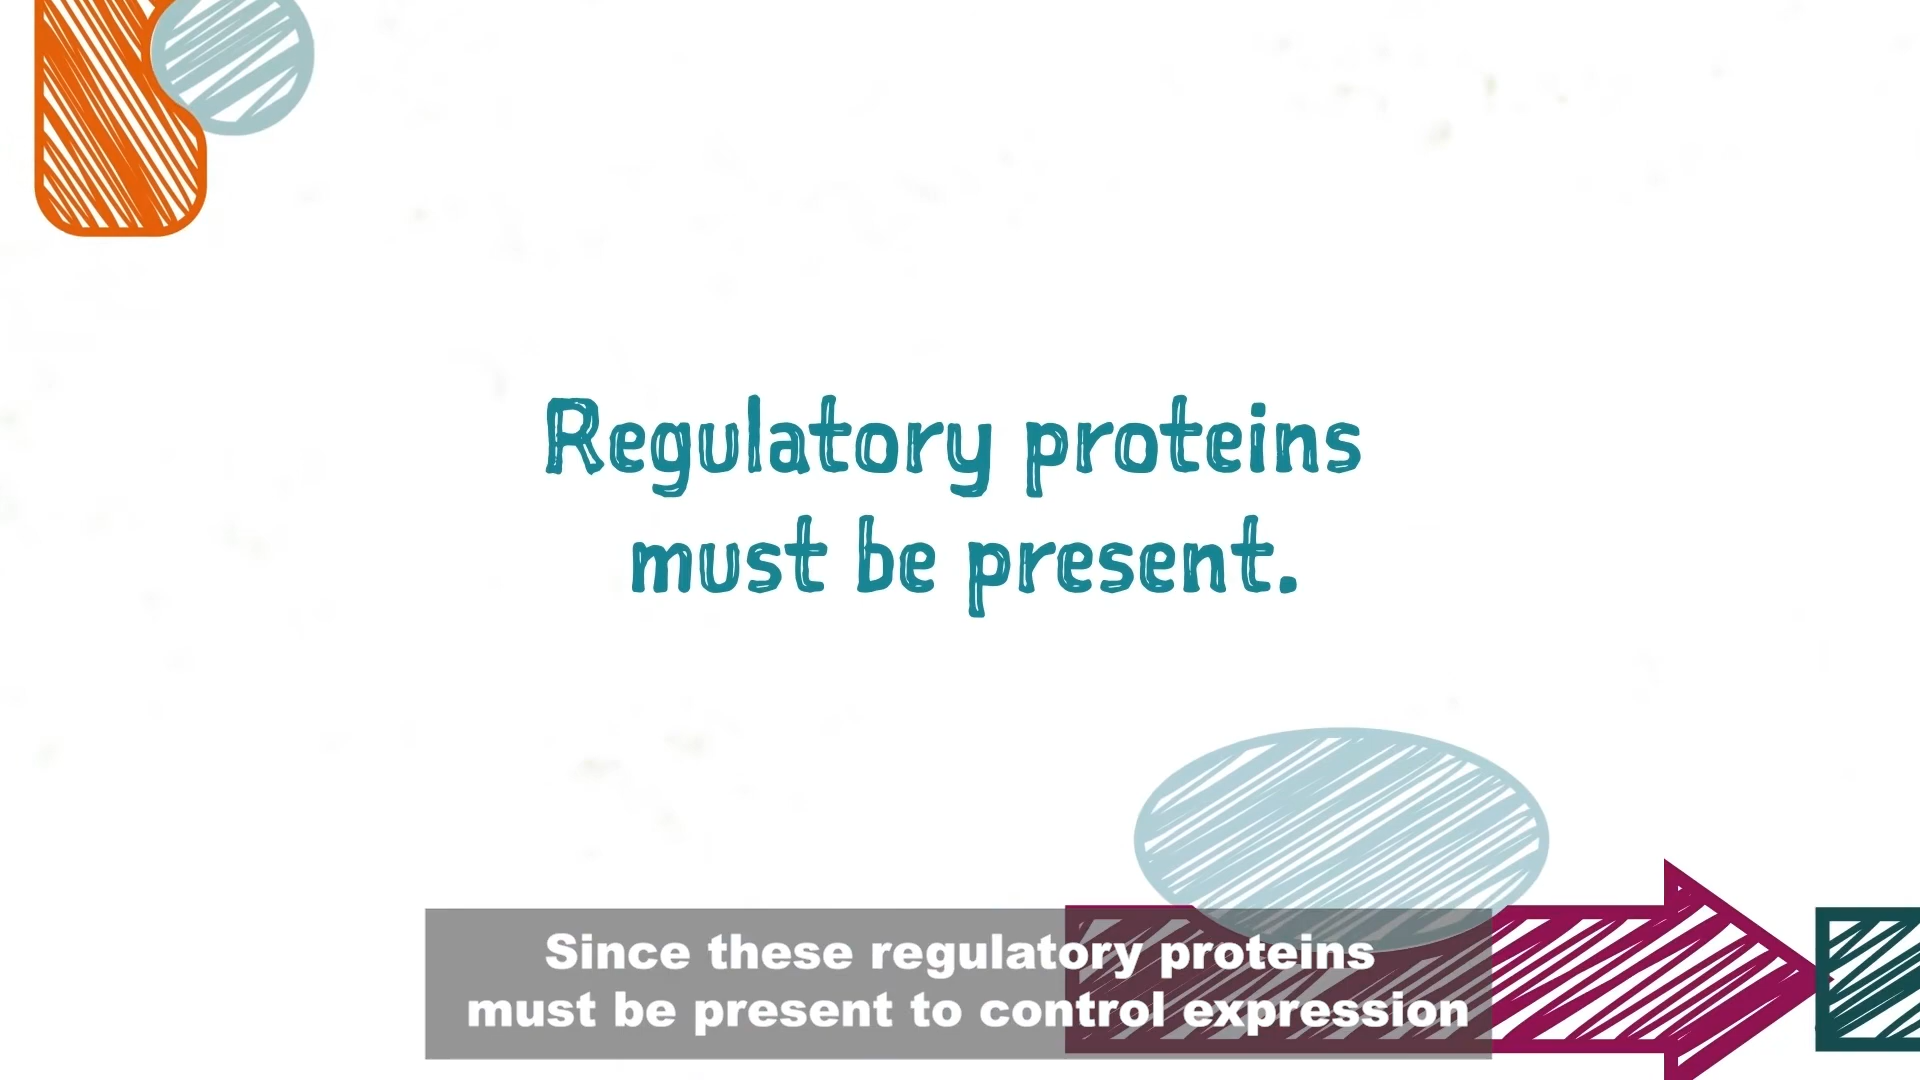 Regulatory proteins
must be present.
Since these regulatory proteins
must be present to control expression